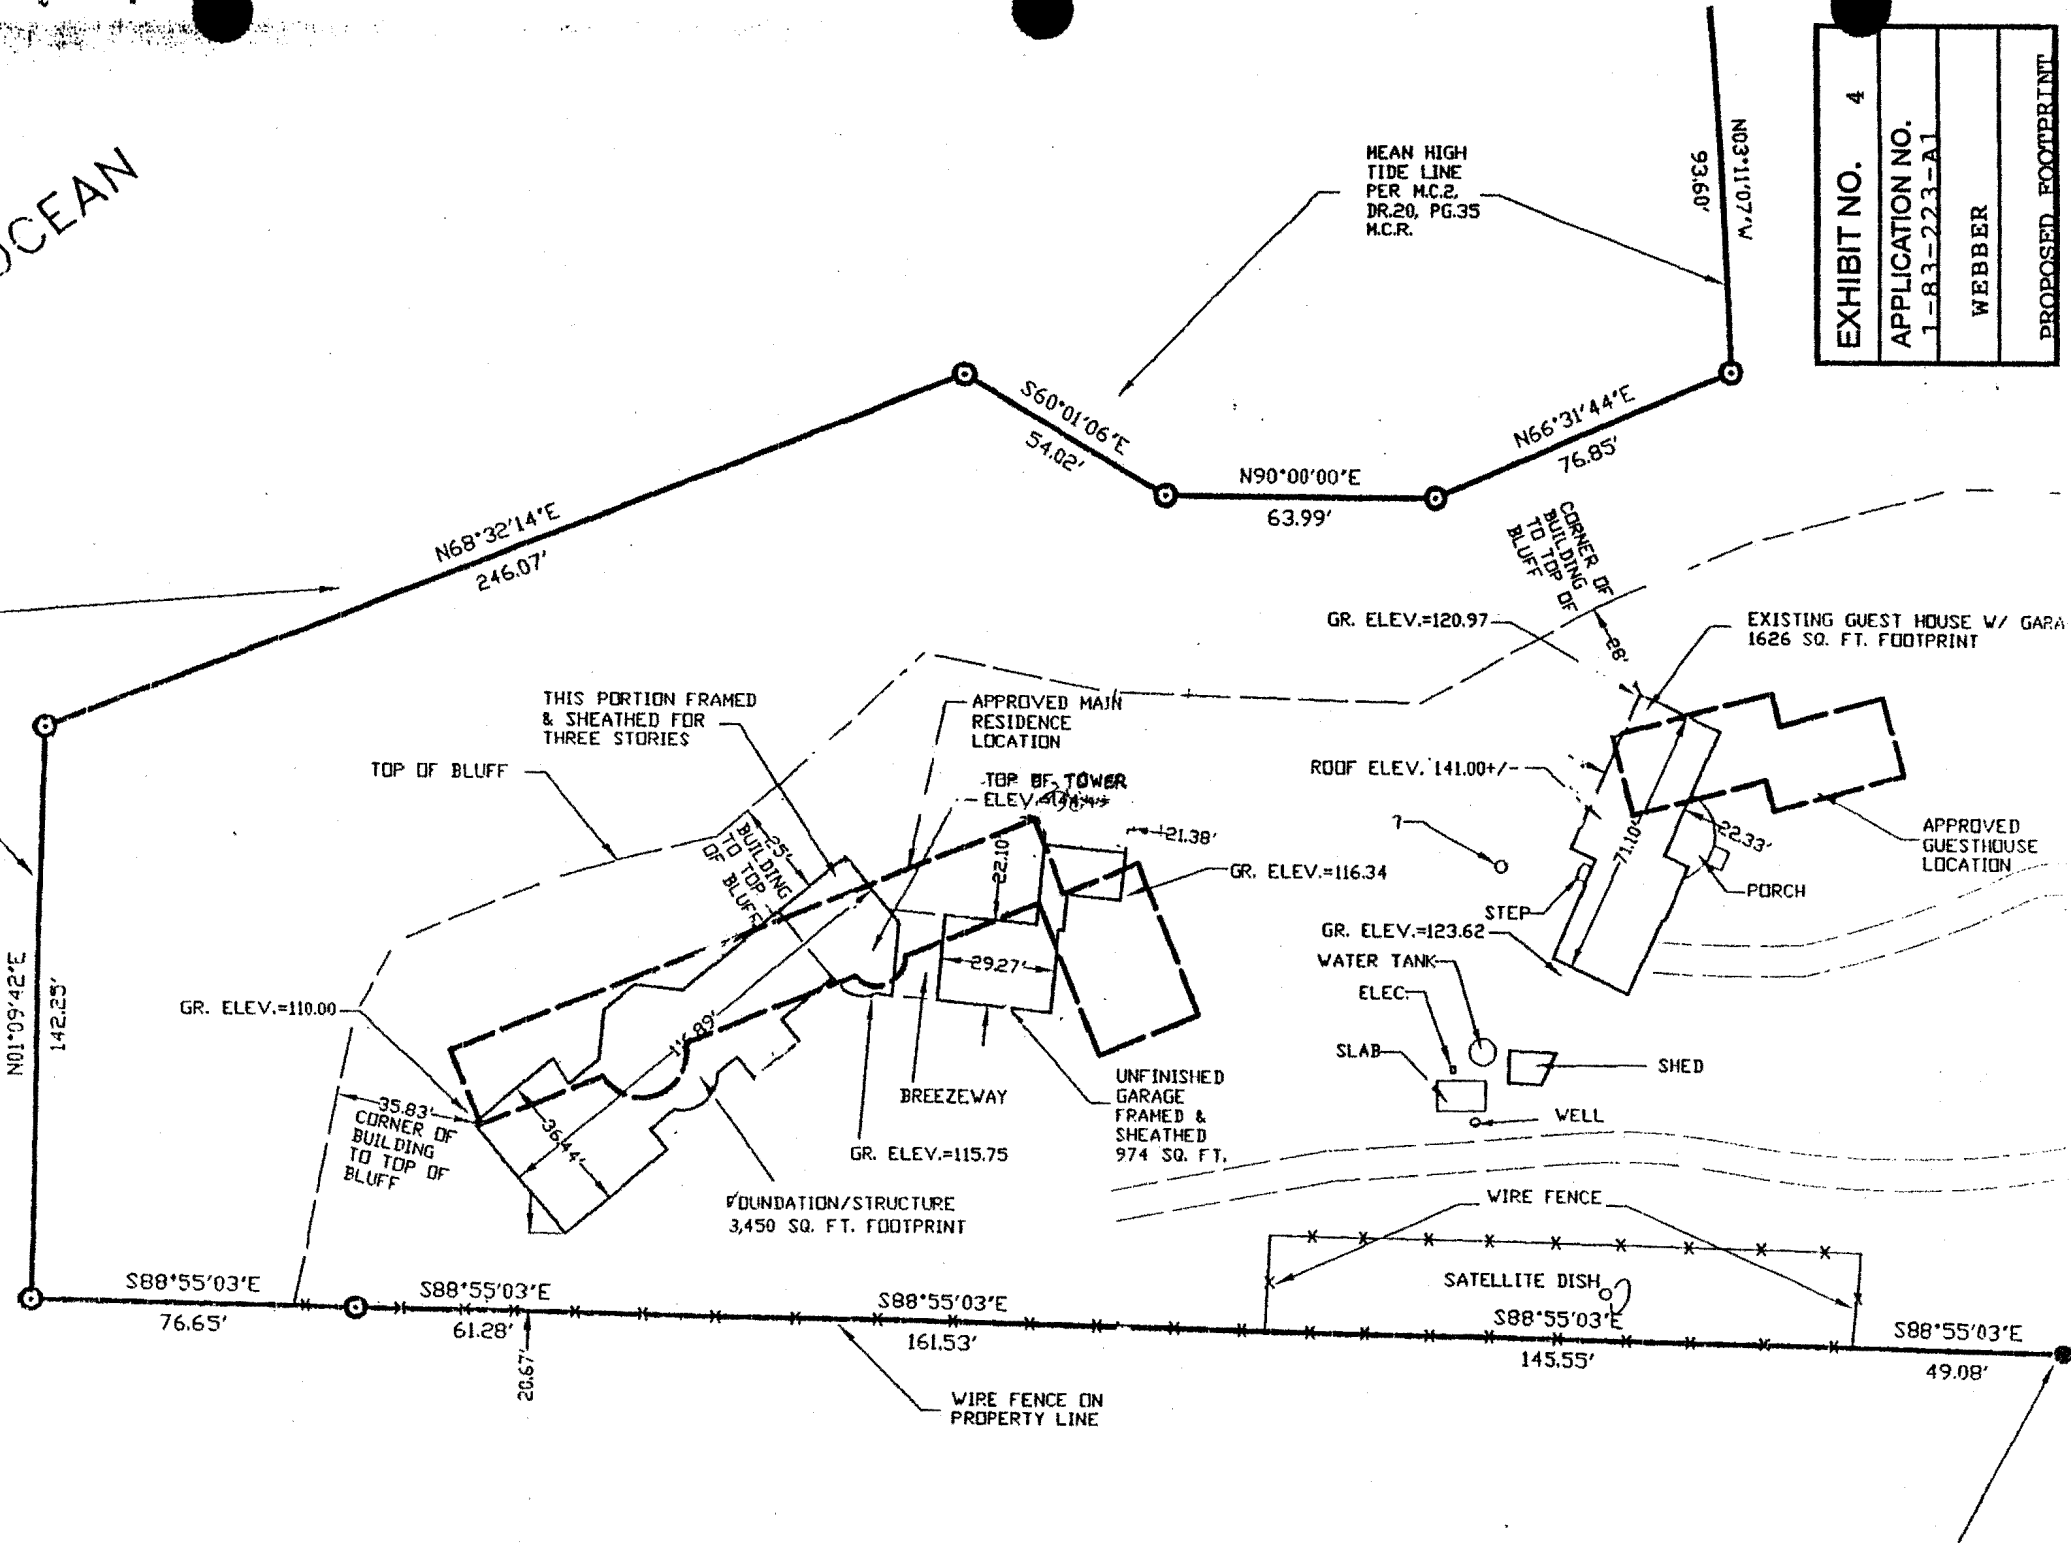 OCEAN
EXHIBIT NO. 4
APPLICATION NO.
1-83-223-A1
WEBBER
PROPOSED FOOTPRINT
N03°11'07"W
93.60'
MEAN HIGH
TIDE LINE
PER M.C.2,
DR.20, PG.35
M.C.R.
S60°01'06"E
54.02'
N66°31'44"E
76.85'
N90°00'00"E
63.99'
N68°32'14"E
246.07'
CORNER OF
BUILDING
TO TOP OF
BLUFF
28'
GR. ELEV.=120.97
EXISTING GUEST HOUSE W/ GARA
1626 SQ. FT. FOOTPRINT
THIS PORTION FRAMED
& SHEATHED FOR
THREE STORIES
APPROVED MAIN
RESIDENCE
LOCATION
TOP OF BLUFF
TOP OF TOWER
ELEV.
ROOF ELEV. 141.00+/-
25'
BUILDING
TO TOP
OF
BLUFF
22.10'
21.38'
GR. ELEV.=116.34
?
71.10'
22.33'
APPROVED
GUESTHOUSE
LOCATION
PORCH
STEP
GR. ELEV.=123.62
WATER TANK
ELEC.
SLAB
SHED
WELL
29.27'
N01°09'42"E
142.25'
GR. ELEV.=110.00
116.89'
35.83'
CORNER OF
BUILDING
TO TOP OF
BLUFF
36.44'
BREEZEWAY
GR. ELEV.=115.75
UNFINISHED
GARAGE
FRAMED &
SHEATHED
974 SQ. FT.
FOUNDATION/STRUCTURE
3,450 SQ. FT. FOOTPRINT
WIRE FENCE
SATELLITE DISH
S88°55'03"E
76.65'
S88°55'03"E
61.28'
20.67'
S88°55'03"E
161.53'
S88°55'03"E
145.55'
S88°55'03"E
49.08'
WIRE FENCE ON
PROPERTY LINE